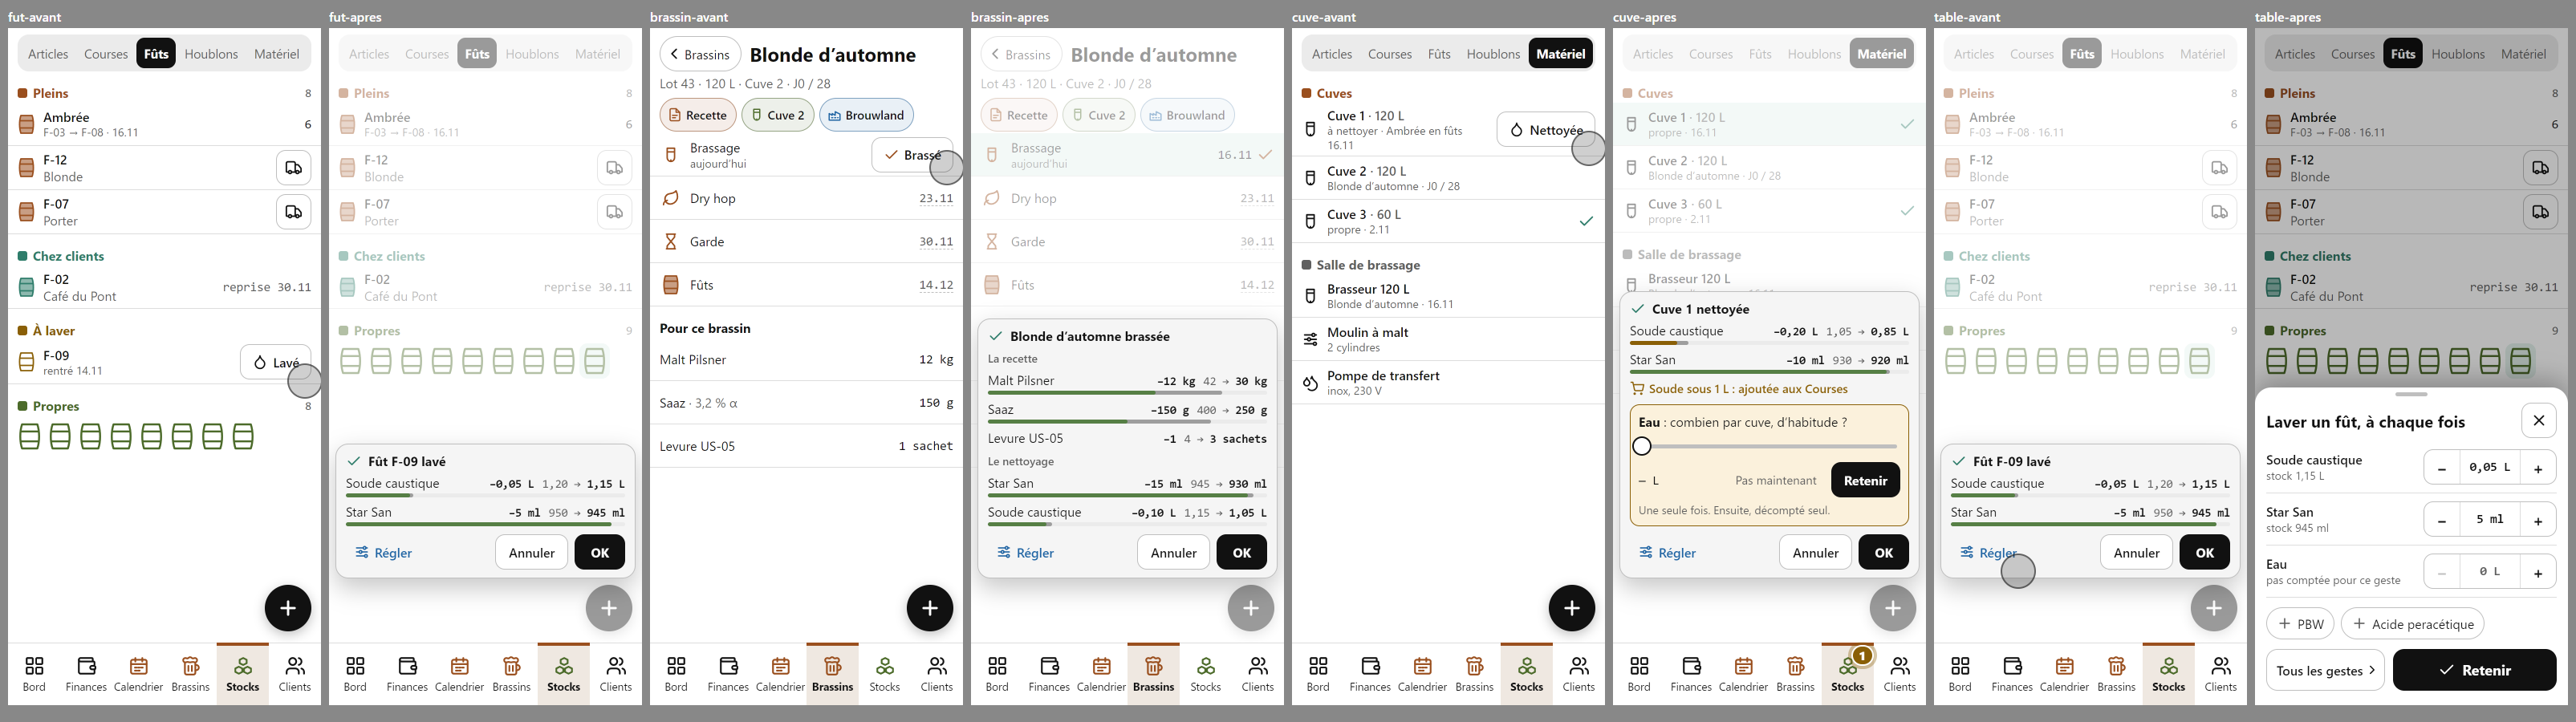 fut-avant
Articles Courses Fûts Houblons Matériel
Pleins 8
Ambrée
F-03 → F-08 · 16.11 6
F-12
Blonde
F-07
Porter
Chez clients
F-02
Café du Pont reprise 30.11
À laver
F-09
rentré 14.11
Lavé
Propres 8
Bord Finances Calendrier Brassins Stocks Clients
fut-apres
Articles Courses Fûts Houblons Matériel
Pleins 8
Ambrée
F-03 → F-08 · 16.11 6
F-12
Blonde
F-07
Porter
Chez clients
F-02
Café du Pont reprise 30.11
Propres 9
Fût F-09 lavé
Soude caustique -0,05 L 1,20 → 1,15 L
Star San -5 ml 950 → 945 ml
Régler Annuler OK
Bord Finances Calendrier Brassins Stocks Clients
brassin-avant
Brassins Blonde d’automne
Lot 43 · 120 L · Cuve 2 · J0 / 28
Recette Cuve 2 Brouwland
Brassage
aujourd’hui
Brassé
Dry hop 23.11
Garde 30.11
Fûts 14.12
Pour ce brassin
Malt Pilsner 12 kg
Saaz · 3,2 % α 150 g
Levure US-05 1 sachet
Bord Finances Calendrier Brassins Stocks Clients
brassin-apres
Brassins Blonde d’automne
Lot 43 · 120 L · Cuve 2 · J0 / 28
Recette Cuve 2 Brouwland
Brassage
aujourd’hui
16.11
Dry hop 23.11
Garde 30.11
Fûts 14.12
Blonde d’automne brassée
La recette
Malt Pilsner -12 kg 42 → 30 kg
Saaz -150 g 400 → 250 g
Levure US-05 -1 4 → 3 sachets
Le nettoyage
Star San -15 ml 945 → 930 ml
Soude caustique -0,10 L 1,15 → 1,05 L
Régler Annuler OK
Bord Finances Calendrier Brassins Stocks Clients
cuve-avant
Articles Courses Fûts Houblons Matériel
Cuves
Cuve 1 · 120 L
à nettoyer · Ambrée en fûts
16.11
Nettoyée
Cuve 2 · 120 L
Blonde d’automne · J0 / 28
Cuve 3 · 60 L
propre · 2.11
Salle de brassage
Brasseur 120 L
Blonde d’automne · 16.11
Moulin à malt
2 cylindres
Pompe de transfert
inox, 230 V
Bord Finances Calendrier Brassins Stocks Clients
cuve-apres
Articles Courses Fûts Houblons Matériel
Cuves
Cuve 1 · 120 L
propre · 16.11
Cuve 2 · 120 L
Blonde d’automne · J0 / 28
Cuve 3 · 60 L
propre · 2.11
Salle de brassage
Brasseur 120 L
Cuve 1 nettoyée
Soude caustique -0,20 L 1,05 → 0,85 L
Star San -10 ml 930 → 920 ml
Soude sous 1 L : ajoutée aux Courses
Eau : combien par cuve, d’habitude ?
– L Pas maintenant Retenir
Une seule fois. Ensuite, décompté seul.
Régler Annuler OK
1
Bord Finances Calendrier Brassins Stocks Clients
table-avant
Articles Courses Fûts Houblons Matériel
Pleins 8
Ambrée
F-03 → F-08 · 16.11 6
F-12
Blonde
F-07
Porter
Chez clients
F-02
Café du Pont reprise 30.11
Propres 9
Fût F-09 lavé
Soude caustique -0,05 L 1,20 → 1,15 L
Star San -5 ml 950 → 945 ml
Régler Annuler OK
Bord Finances Calendrier Brassins Stocks Clients
table-apres
Articles Courses Fûts Houblons Matériel
Pleins 8
Ambrée
F-03 → F-08 · 16.11 6
F-12
Blonde
F-07
Porter
Chez clients
F-02
Café du Pont reprise 30.11
Propres 9
Laver un fût, à chaque fois
Soude caustique
stock 1,15 L
− 0,05 L +
Star San
stock 945 ml
− 5 ml +
Eau
pas comptée pour ce geste
− 0 L +
+ PBW + Acide peracétique
Tous les gestes Retenir